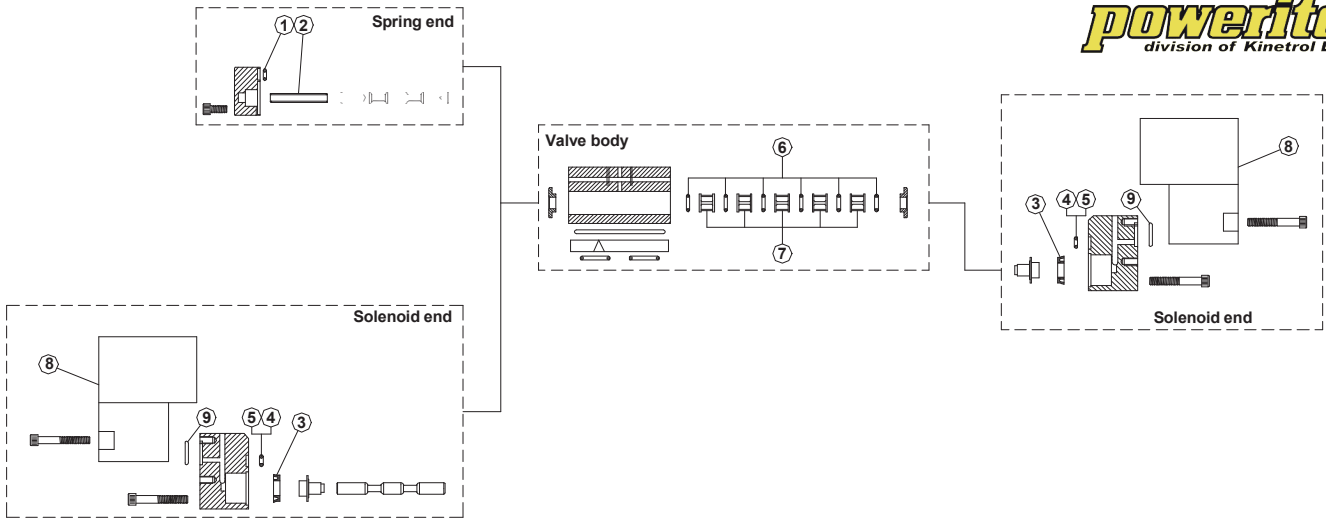 Spring end
1 2
powerite
division of Kinetrol
Valve body
6
7
8
3
4 5
9
Solenoid end
Solenoid end
8
9
5 4
3